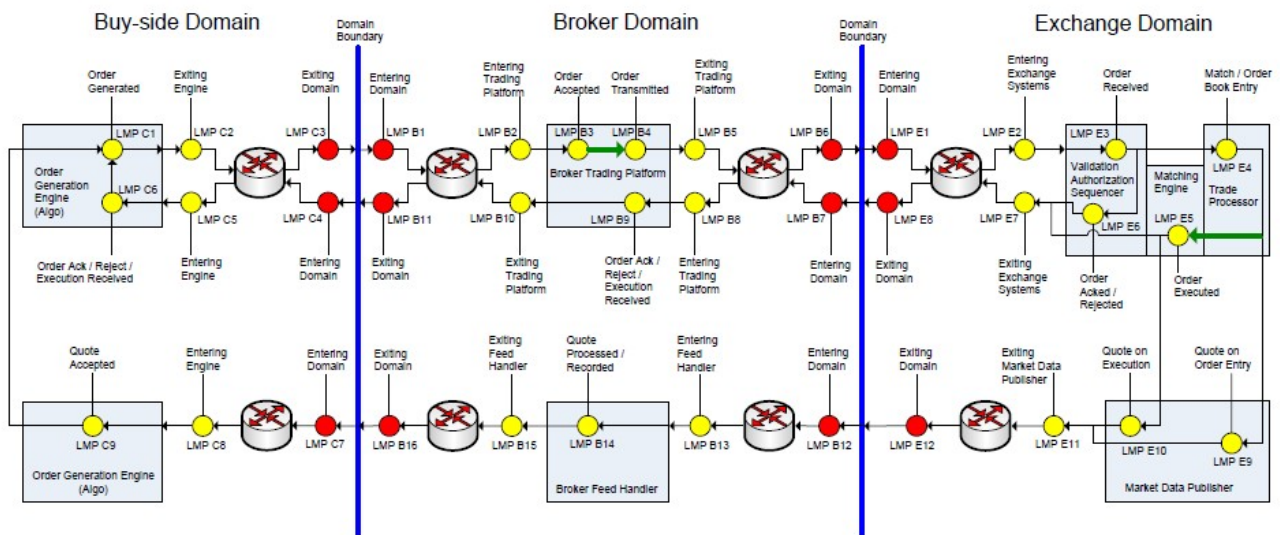 Buy-side Domain
Domain
Boundary
Broker Domain
Domain
Boundary
Exchange Domain
Order
Generated
Exiting
Engine
Exiting
Domain
Entering
Domain
Entering
Trading
Platform
Order
Accepted
Order
Transmitted
Exiting
Trading
Platform
Exiting
Domain
Entering
Domain
Entering
Exchange
Systems
Order
Received
Match / Order
Book Entry
LMP C1
LMP C2
LMP C3
LMP B1
LMP B2
LMP B3
LMP B4
LMP B5
LMP B6
LMP E1
LMP E2
LMP E3
LMP E4
Order
Generation
Engine
(Algo)
Broker Trading Platform
Validation
Authorization
Sequencer
Matching
Engine
Trade
Processor
LMP C6
LMP C5
LMP C4
LMP B11
LMP B10
LMP B9
LMP B8
LMP B7
LMP E8
LMP E7
LMP E6
LMP E5
Order Ack / Reject /
Execution Received
Entering
Engine
Entering
Domain
Exiting
Domain
Exiting
Trading
Platform
Order Ack /
Reject /
Execution
Received
Entering
Trading
Platform
Entering
Domain
Exiting
Domain
Exiting
Exchange
Systems
Order
Acked /
Rejected
Order
Executed
Quote
Accepted
Entering
Engine
Entering
Domain
Exiting
Domain
Exiting
Feed
Handler
Quote
Processed /
Recorded
Entering
Feed
Handler
Entering
Domain
Exiting
Domain
Exiting
Market Data
Publisher
Quote on
Execution
Quote on
Order Entry
LMP C9
LMP C8
LMP C7
LMP B16
LMP B15
LMP B14
LMP B13
LMP B12
LMP E12
LMP E11
LMP E10
LMP E9
Order Generation Engine
(Algo)
Broker Feed Handler
Market Data Publisher